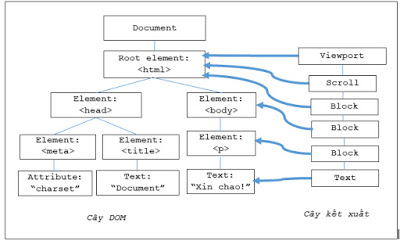 Document
Root element:
<html>
Viewport
Scroll
Element:
<head>
Element:
<body>
Block
Block
Element:
<meta>
Element:
<title>
Element:
<p>
Block
Attribute:
“charset”
Text:
“Document”
Text:
“Xin chao!”
Text
Cây DOM
Cây kết xuất